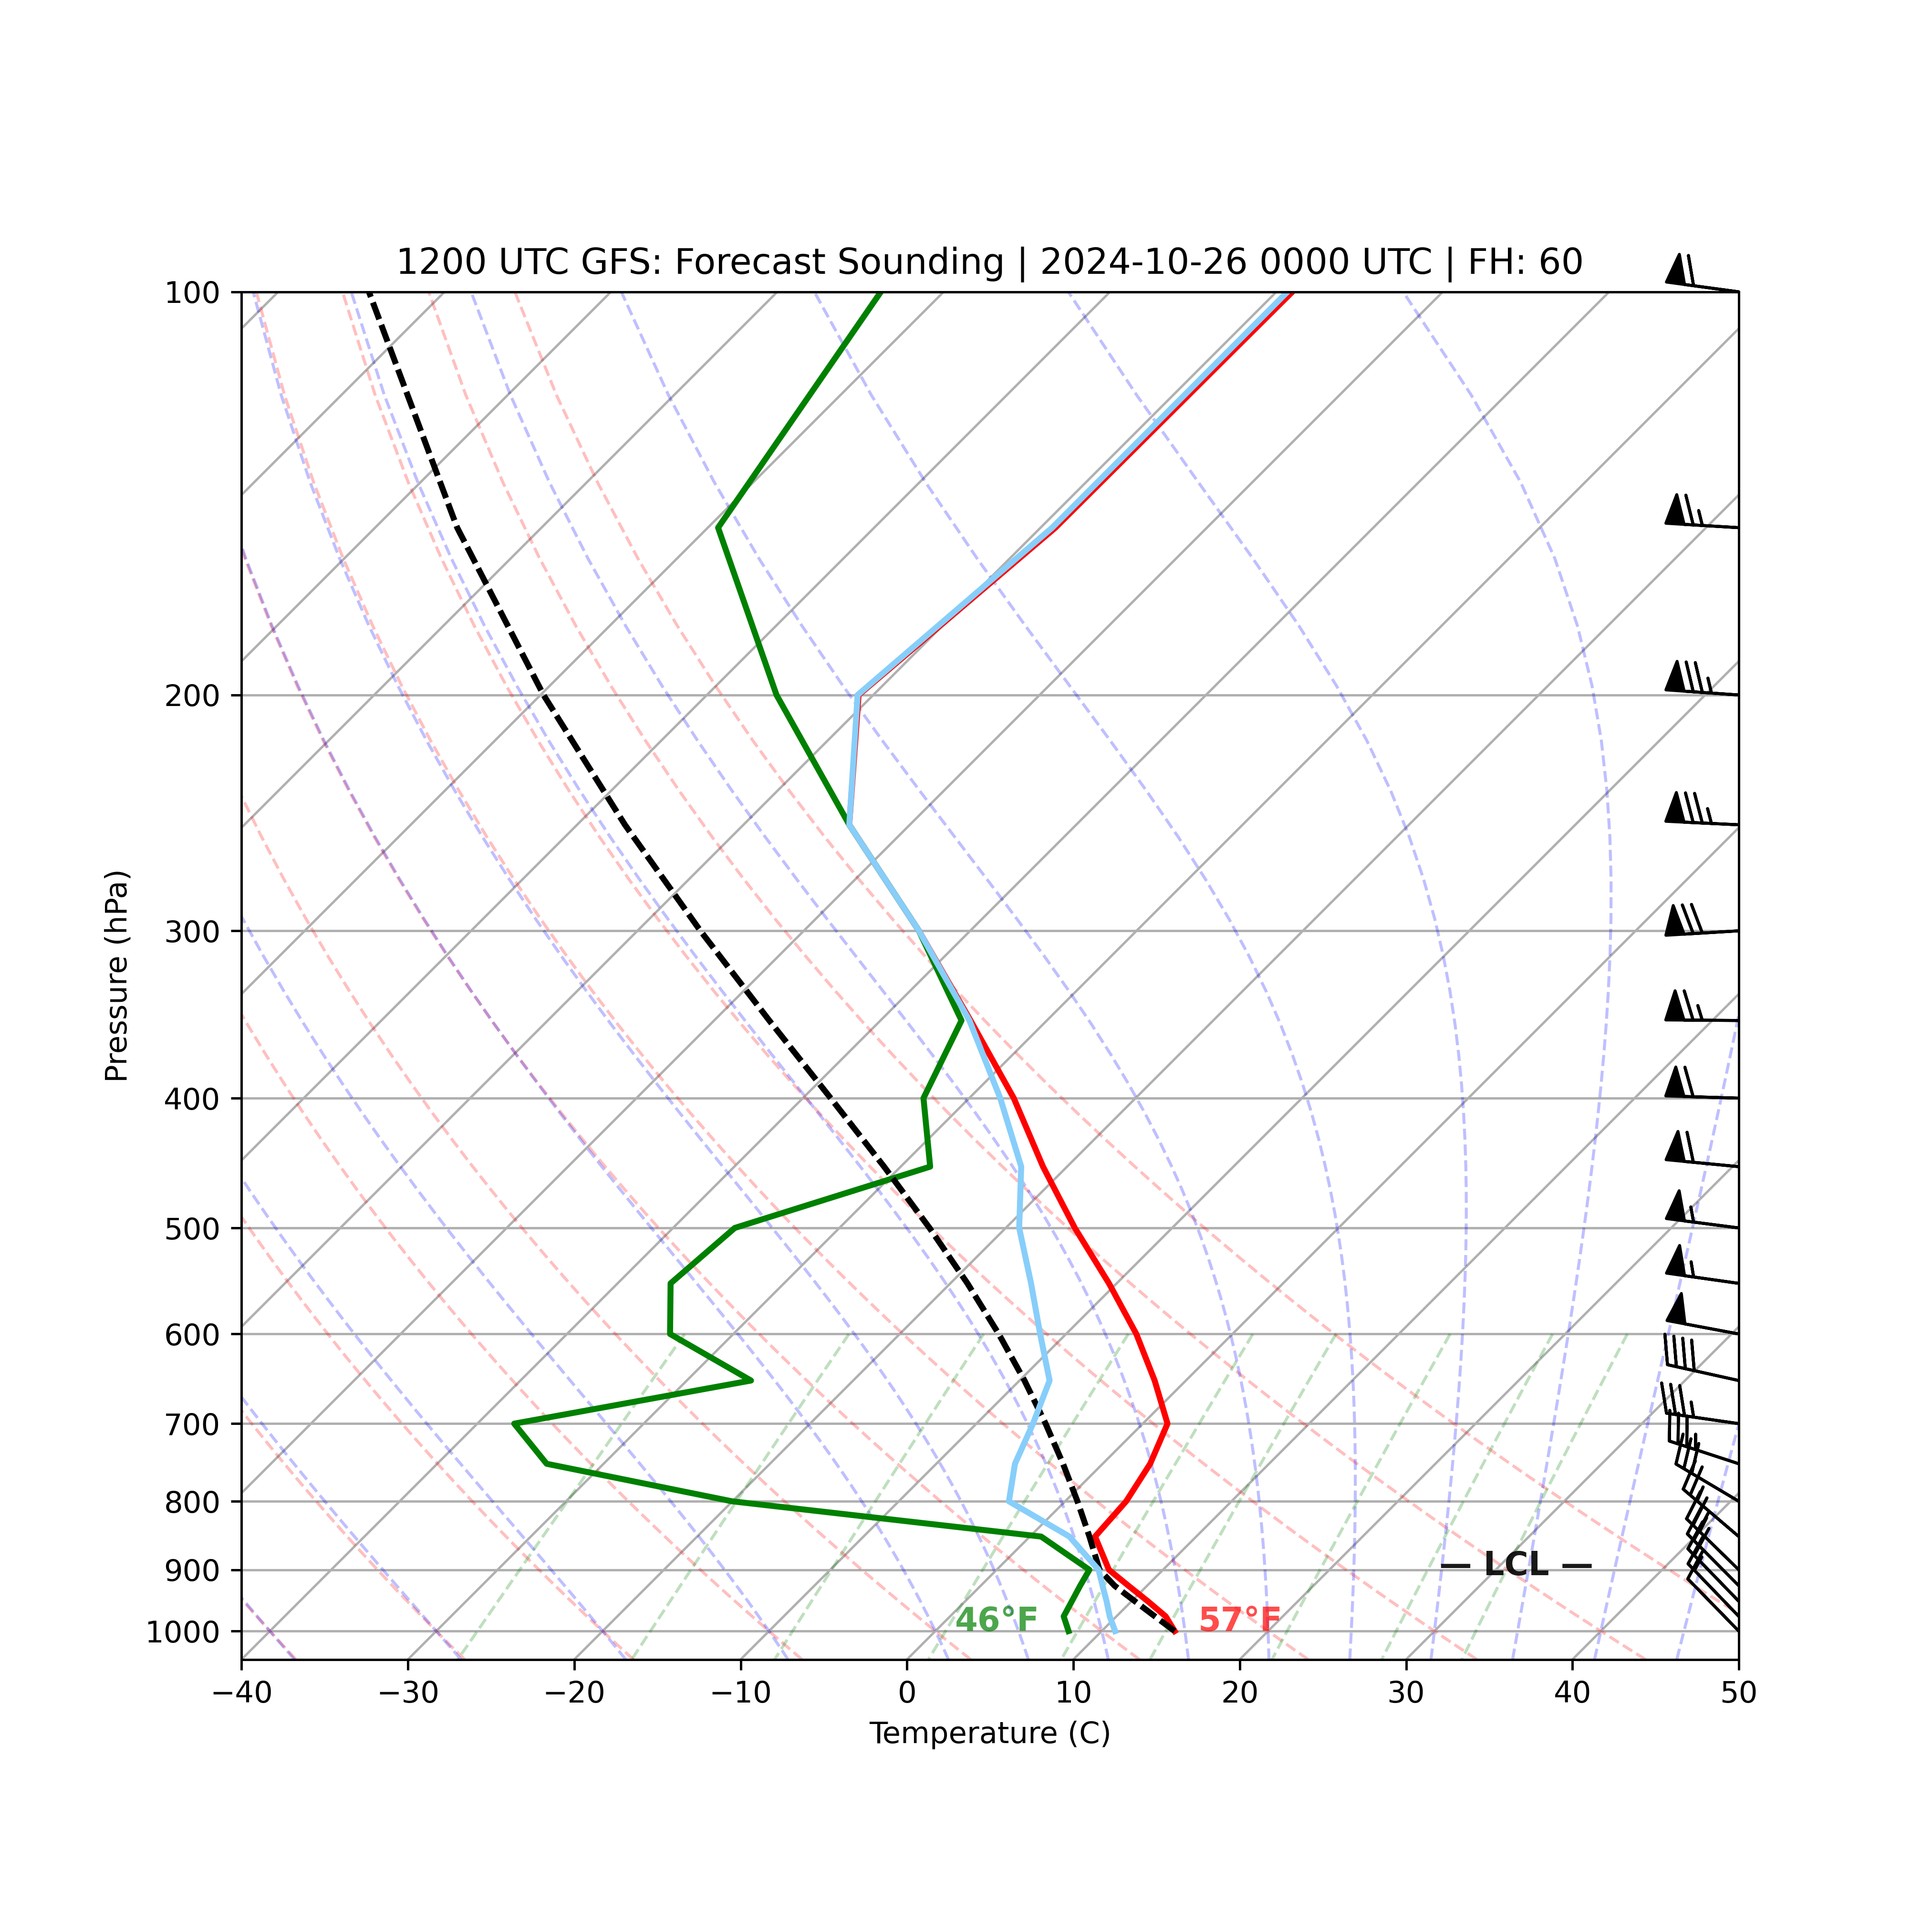 1200 UTC GFS: Forecast Sounding | 2024-10-26 0000 UTC | FH: 60
100
200
300
400
500
600
700
800
900
1000
Pressure (hPa)
— LCL —
46°F
57°F
−40 −30 −20 −10 0 10 20 30 40 50
Temperature (C)